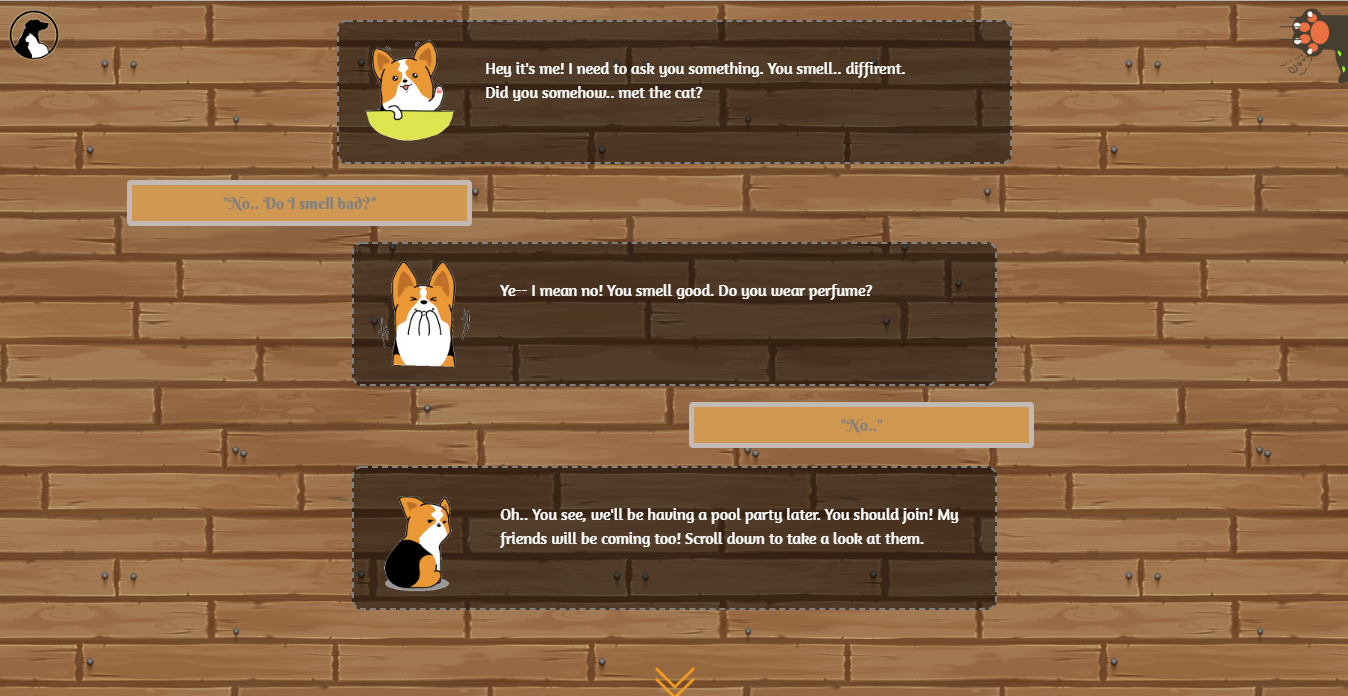 Hey it's me! I need to ask you something. You smell.. diffirent.
Did you somehow.. met the cat?
"No.. Do I smell bad?"
Ye-- I mean no! You smell good. Do you wear perfume?
"No.."
Oh.. You see, we'll be having a pool party later. You should join! My
friends will be coming too! Scroll down to take a look at them.